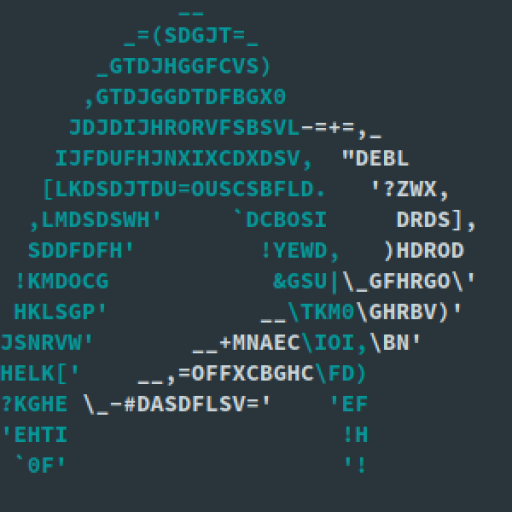 __
_=(SDGJT=_
_GTDJHGGFCVS)
,GTDJGGDTDFBGX0
JDJDIJHRORVFSBSVL-=+=,_
IJFDUFHJNXIXCDXDSV, "DEBL
[LKDSDJTDU=OUSCSBFLD. '?ZWX,
,LMDSDSWH' `DCBOSI DRDS],
SDDFDFH' !YEWD, )HDROD
!KMDOCG &GSU|\_GFHRGO\'
HKLSGP' __\TKM0\GHRBV)'
JSNRVW' __+MNAEC\IOI,\BN'
HELK[' __,=OFFXCBGHC\FD)
?KGHE \_-#DASDFLSV=' 'EF
'EHTI !H
`0F' '!